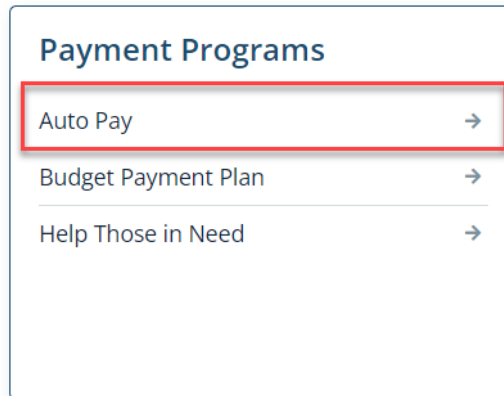 Payment Programs
Auto Pay
Budget Payment Plan
Help Those in Need